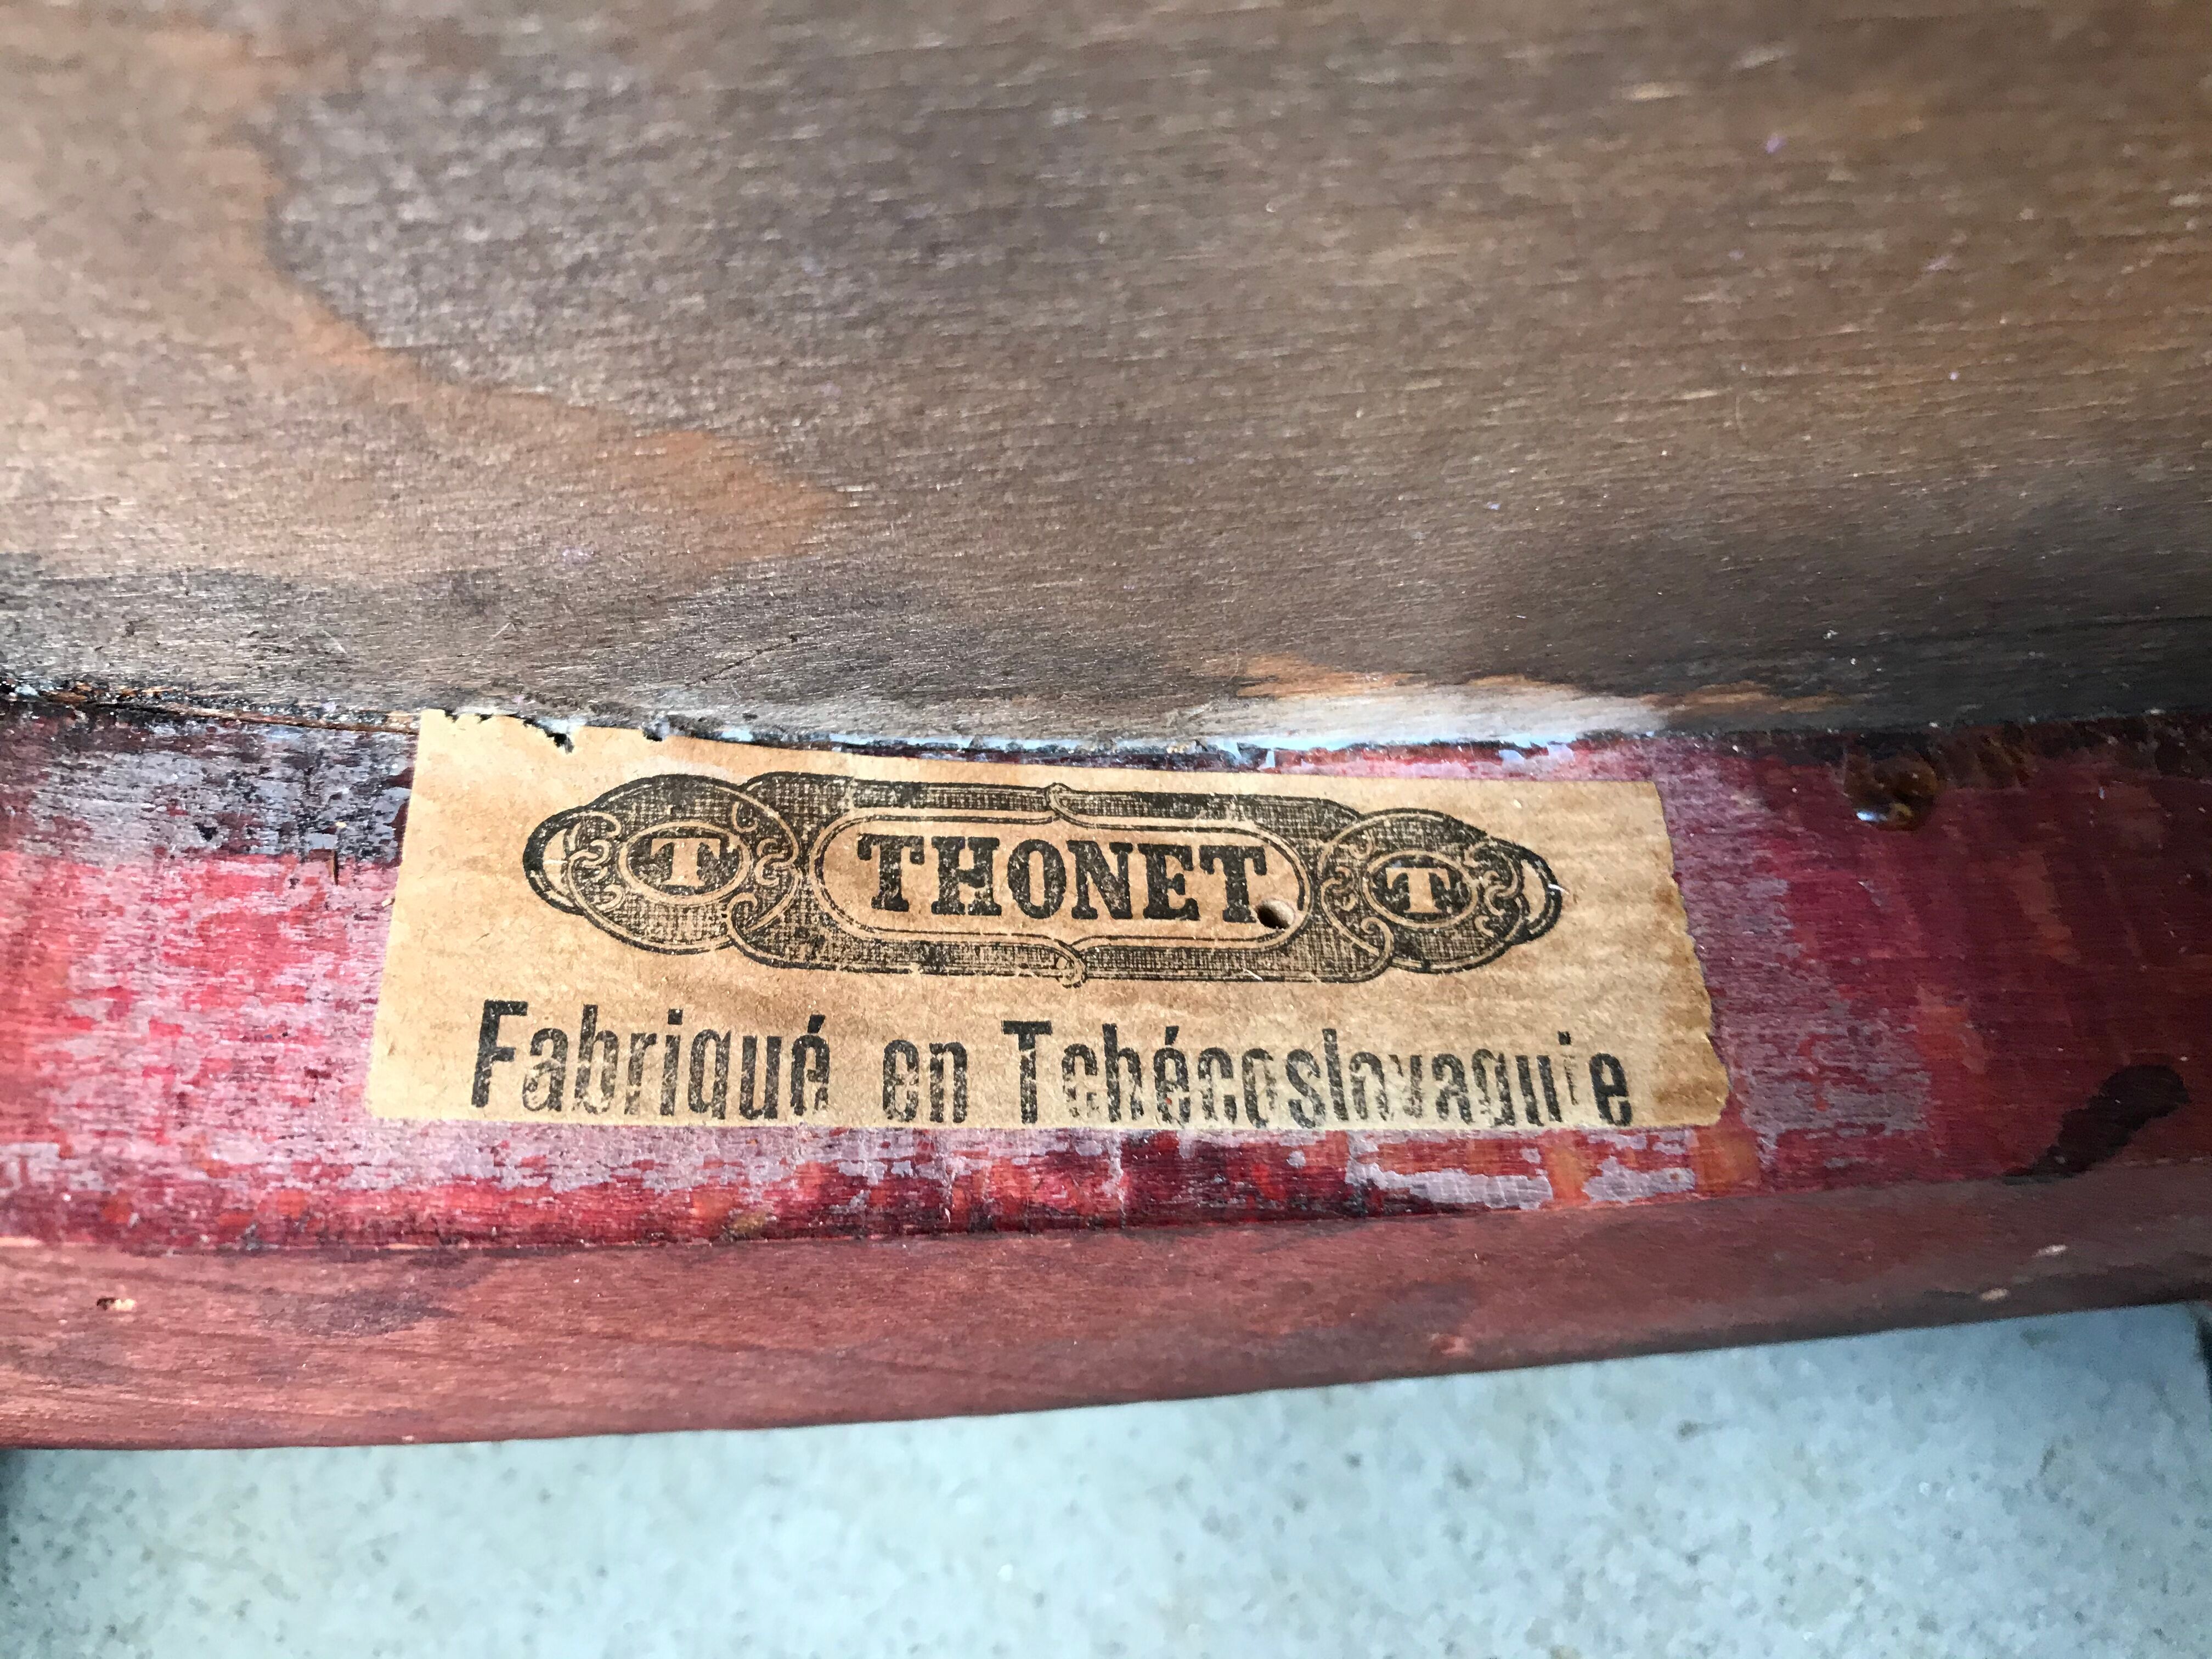 T THONET T
Fabriqué en Tchécoslovaquie